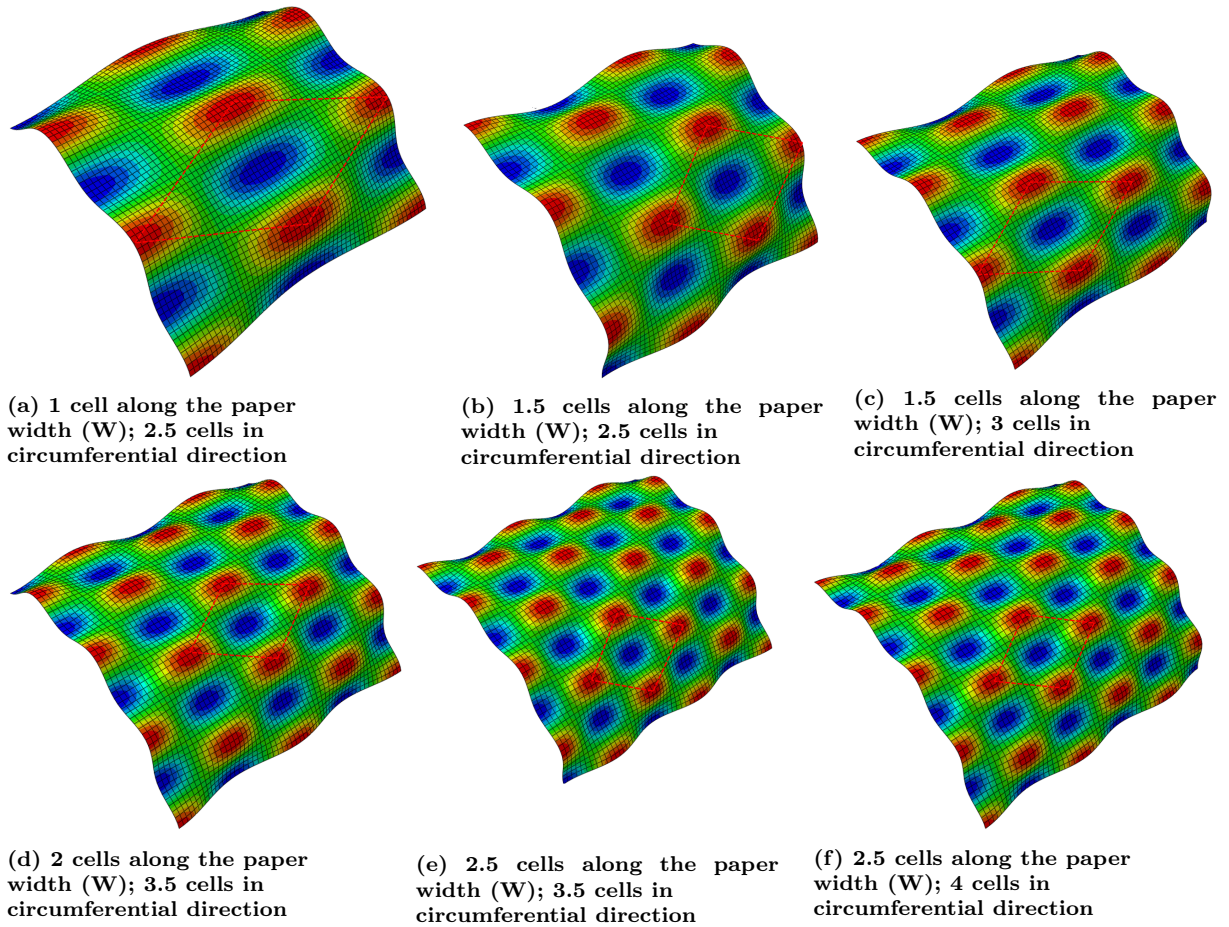 (a) 1 cell along the paper
width (W); 2.5 cells in
circumferential direction
(b) 1.5 cells along the paper
width (W); 2.5 cells in
circumferential direction
(c) 1.5 cells along the paper
width (W); 3 cells in
circumferential direction
(d) 2 cells along the paper
width (W); 3.5 cells in
circumferential direction
(e) 2.5 cells along the paper
width (W); 3.5 cells in
circumferential direction
(f) 2.5 cells along the paper
width (W); 4 cells in
circumferential direction